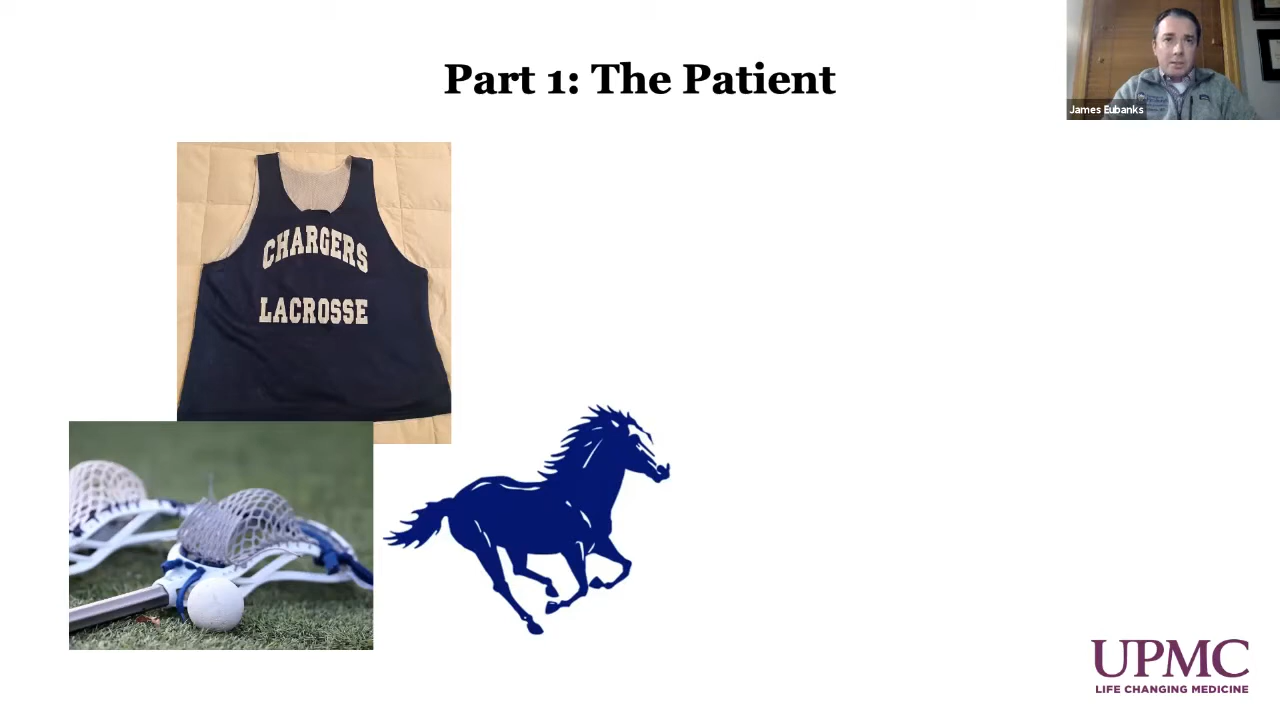 Part 1: The Patient
James Eubanks
CHARGERS
LACROSSE
UPMC
LIFE CHANGING MEDICINE